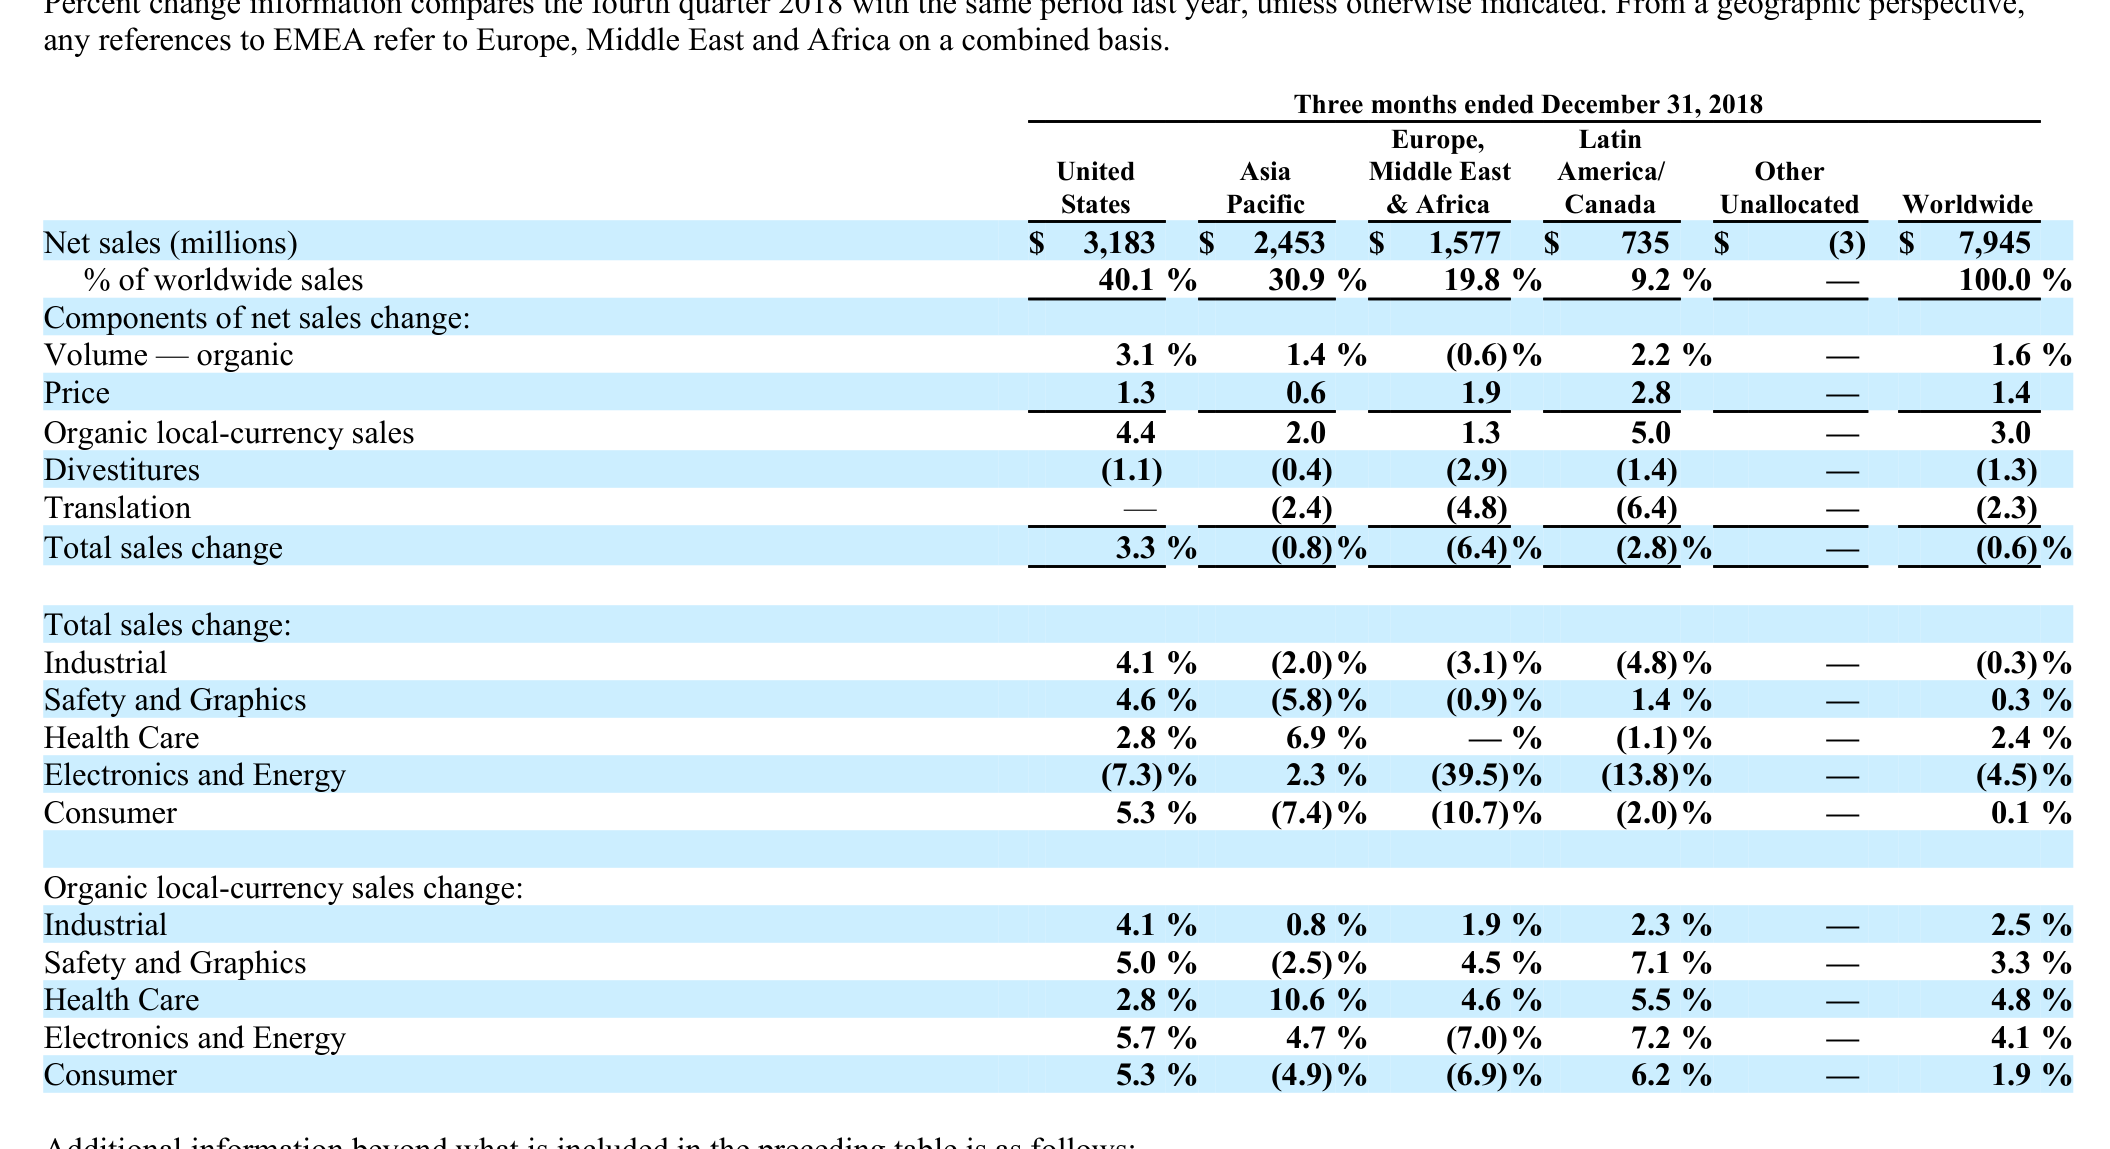 Percent change information compares the fourth quarter 2018 with the same period last year, unless otherwise indicated. From a geographic perspective,
any references to EMEA refer to Europe, Middle East and Africa on a combined basis.
Three months ended December 31, 2018
United States Asia Pacific Europe, Middle East & Africa Latin America/ Canada Other Unallocated Worldwide
Net sales (millions) $ 3,183 $ 2,453 $ 1,577 $ 735 $ (3) $ 7,945
% of worldwide sales 40.1 % 30.9 % 19.8 % 9.2 % — 100.0 %
Components of net sales change:
Volume — organic 3.1 % 1.4 % (0.6)% 2.2 % — 1.6 %
Price 1.3 0.6 1.9 2.8 — 1.4
Organic local-currency sales 4.4 2.0 1.3 5.0 — 3.0
Divestitures (1.1) (0.4) (2.9) (1.4) — (1.3)
Translation — (2.4) (4.8) (6.4) — (2.3)
Total sales change 3.3 % (0.8)% (6.4)% (2.8)% — (0.6)%
Total sales change:
Industrial 4.1 % (2.0)% (3.1)% (4.8)% — (0.3)%
Safety and Graphics 4.6 % (5.8)% (0.9)% 1.4 % — 0.3 %
Health Care 2.8 % 6.9 % — % (1.1)% — 2.4 %
Electronics and Energy (7.3)% 2.3 % (39.5)% (13.8)% — (4.5)%
Consumer 5.3 % (7.4)% (10.7)% (2.0)% — 0.1 %
Organic local-currency sales change:
Industrial 4.1 % 0.8 % 1.9 % 2.3 % — 2.5 %
Safety and Graphics 5.0 % (2.5)% 4.5 % 7.1 % — 3.3 %
Health Care 2.8 % 10.6 % 4.6 % 5.5 % — 4.8 %
Electronics and Energy 5.7 % 4.7 % (7.0)% 7.2 % — 4.1 %
Consumer 5.3 % (4.9)% (6.9)% 6.2 % — 1.9 %
Additional information beyond what is included in the preceding table is as follows: